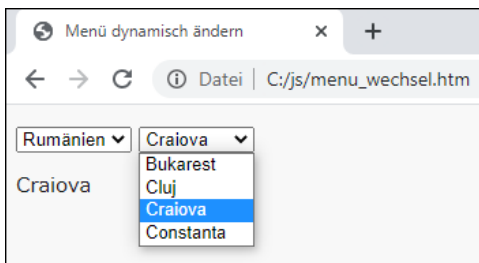 Menü dynamisch ändern
Datei | C:/js/menu_wechsel.htm
Rumänien Craiova
Bukarest
Craiova Cluj
Craiova
Constanta